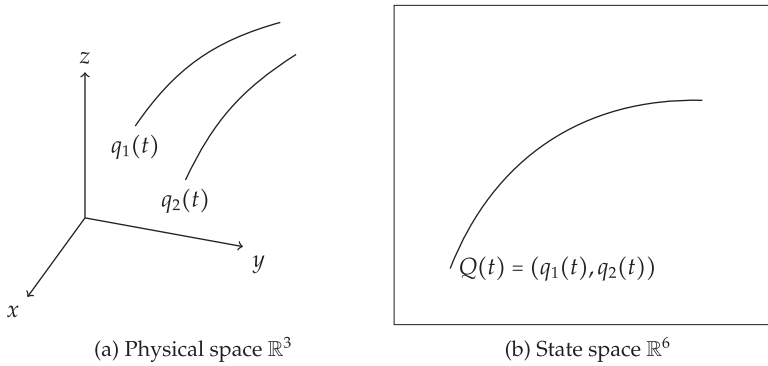 z
q₁(t)
q₂(t)
y
x
Q(t) = (q₁(t), q₂(t))
(a) Physical space ℝ³
(b) State space ℝ⁶